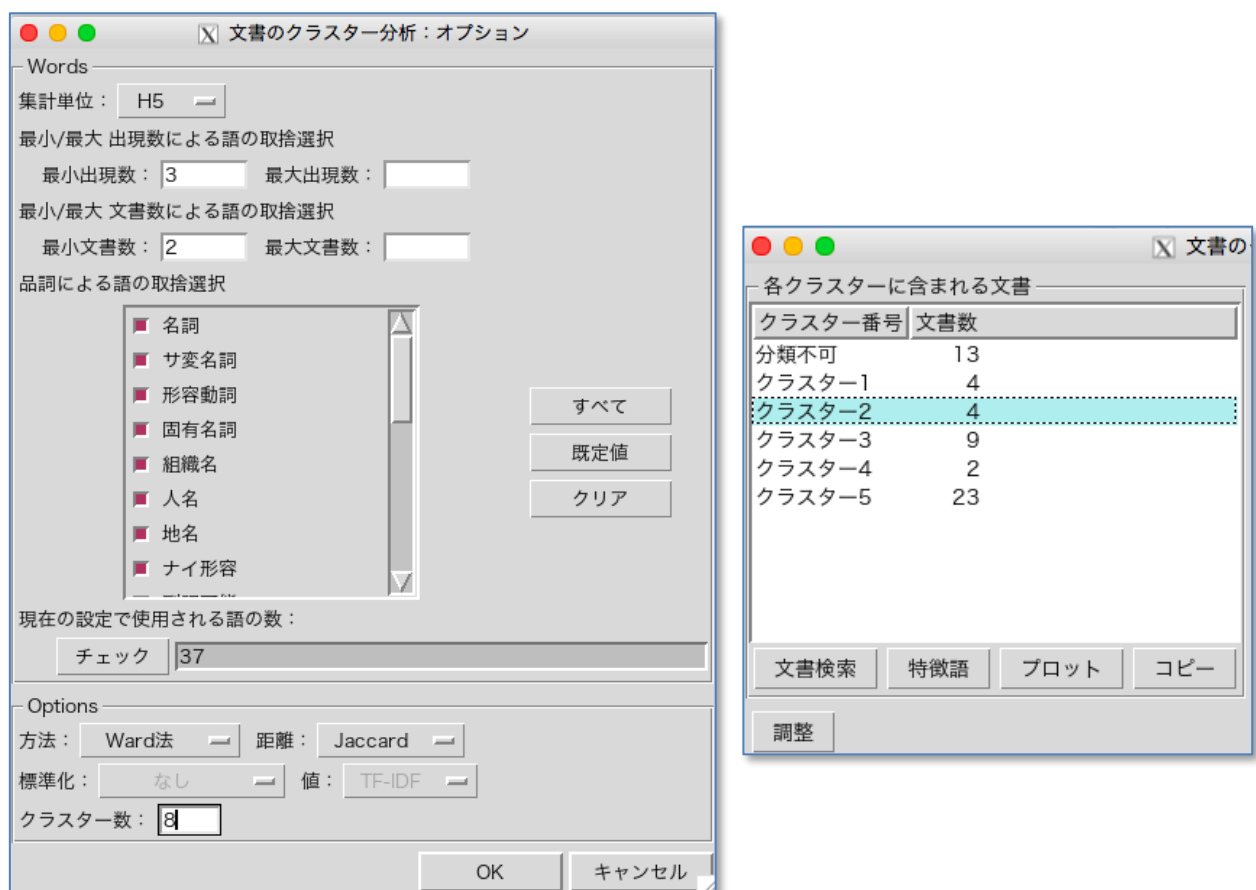 文書のクラスター分析：オプション
Words
集計単位： H5
最小/最大 出現数による語の取捨選択
最小出現数： 3 最大出現数：
最小/最大 文書数による語の取捨選択
最小文書数： 2 最大文書数：
品詞による語の取捨選択
名詞
サ変名詞
形容動詞
固有名詞
組織名
人名
地名
ナイ形容
すべて
既定値
クリア
現在の設定で使用される語の数：
チェック 37
Options
方法： Ward法 距離： Jaccard
標準化： なし 値： TF-IDF
クラスター数： 8
OK キャンセル
文書の
各クラスターに含まれる文書
クラスター番号 文書数
分類不可 13
クラスター1 4
クラスター2 4
クラスター3 9
クラスター4 2
クラスター5 23
文書検索 特徴語 プロット コピー
調整